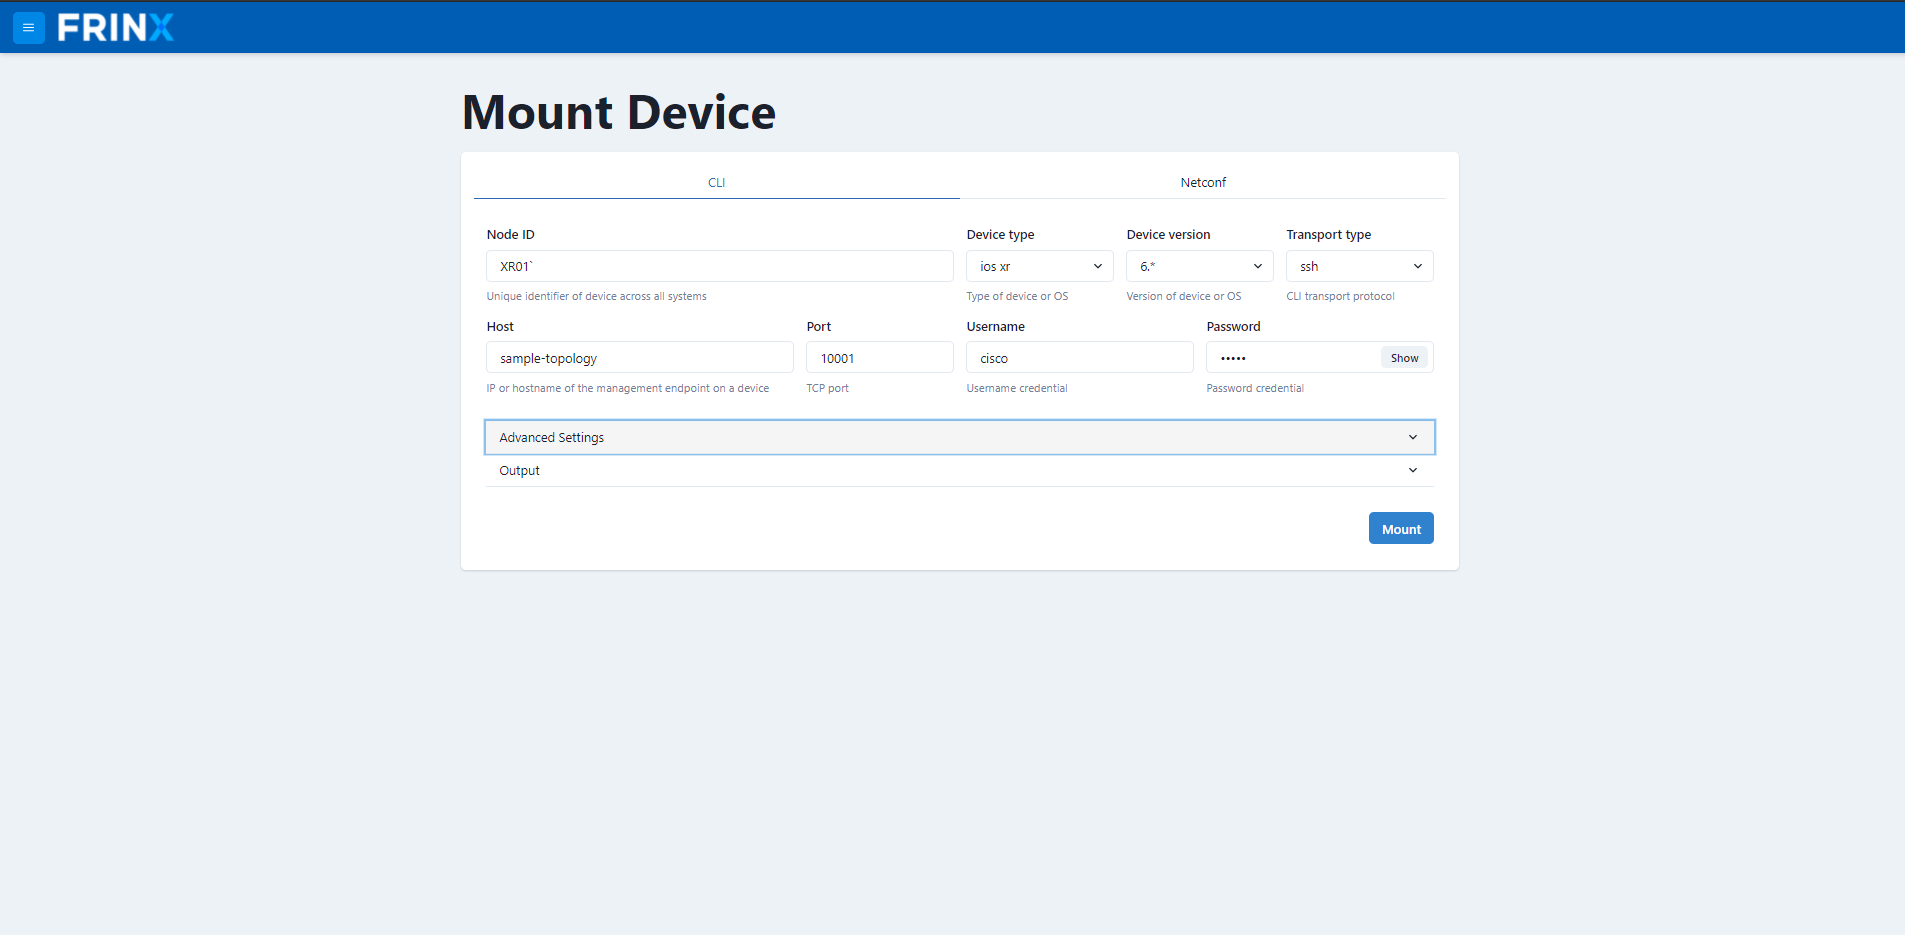 FRINX
Mount Device
CLI Netconf
Node ID Device type Device version Transport type
XR01` ios xr 6.* ssh
Unique identifier of device across all systems Type of device or OS Version of device or OS CLI transport protocol
Host Port Username Password
sample-topology 10001 cisco ••••• Show
IP or hostname of the management endpoint on a device TCP port Username credential Password credential
Advanced Settings
Output
Mount